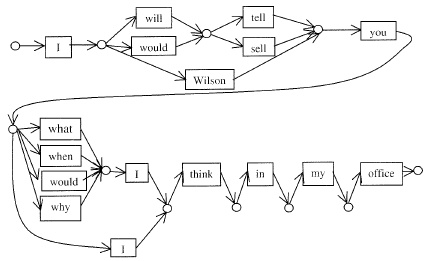 will tell
I would sell you
Wilson
what
when
would I think in my office
why
I